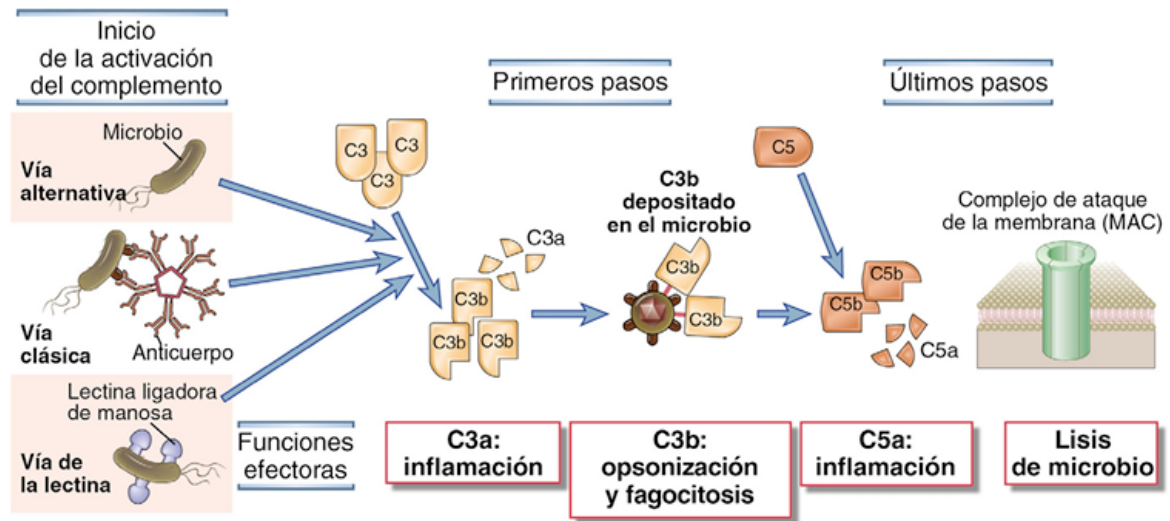 Inicio
de la activación
del complemento
Primeros pasos
Últimos pasos
Microbio
Vía
alternativa
C3
C3
C3
C5
C3b
depositado
en el microbio
Complejo de ataque
de la membrana (MAC)
C3a
C3b
C3b
C3b
C3b
C3b
C5b
C5b
C5a
Vía
clásica
Anticuerpo
Lectina ligadora
de manosa
Vía de
la lectina
Funciones
efectoras
C3a:
inflamación
C3b:
opsonización
y fagocitosis
C5a:
inflamación
Lisis
de microbio